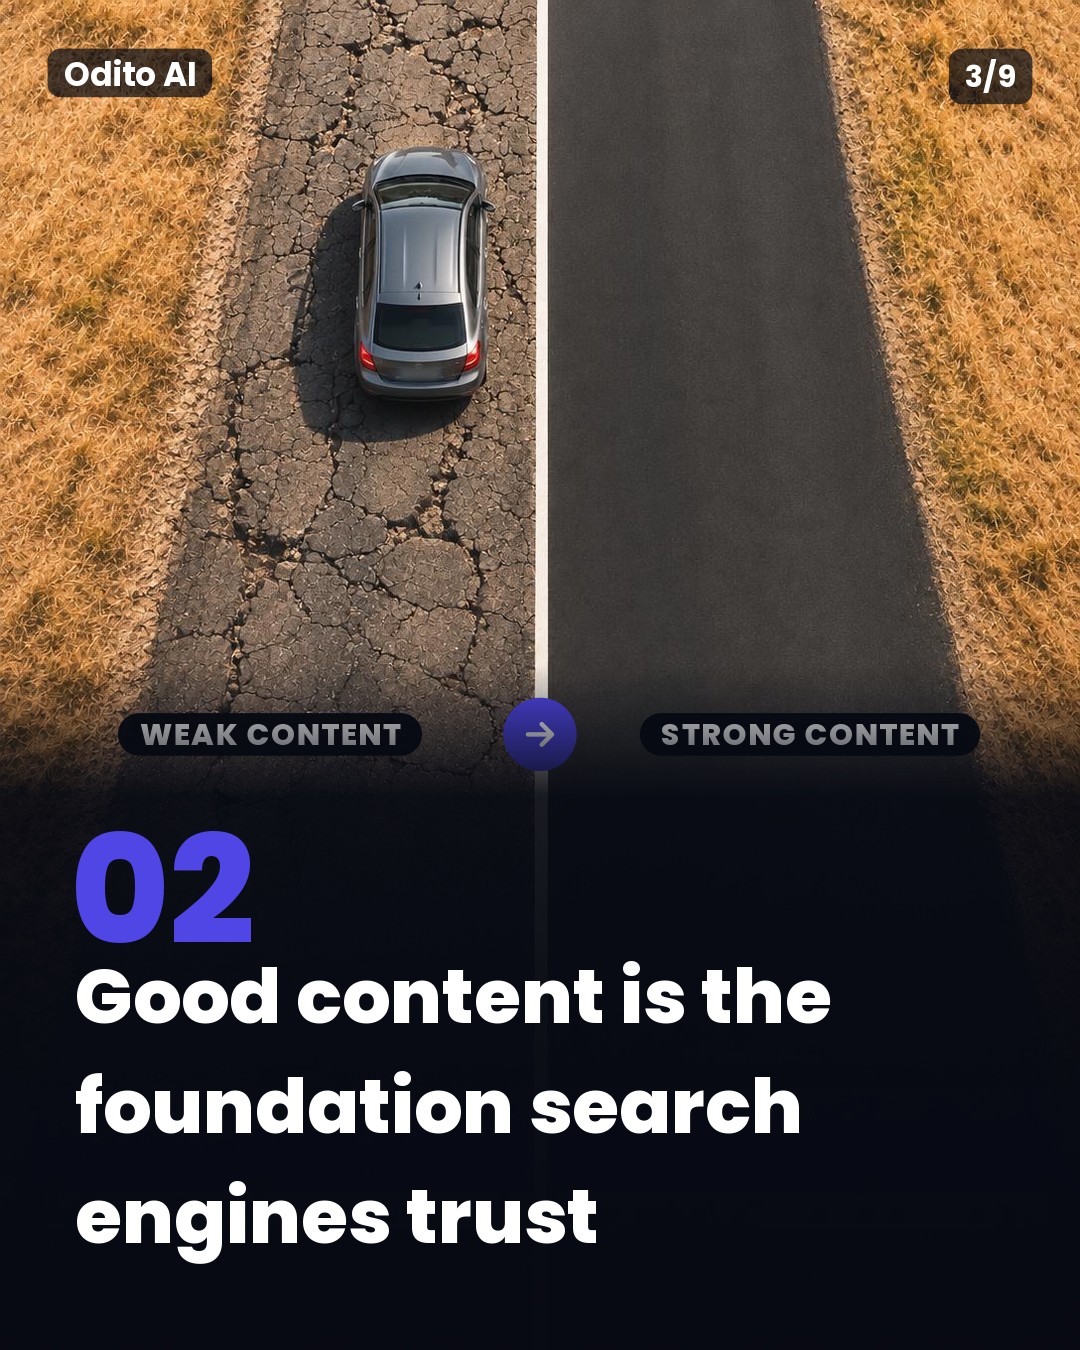 Odito AI
3/9
WEAK CONTENT
STRONG CONTENT
02
Good content is the
foundation search
engines trust